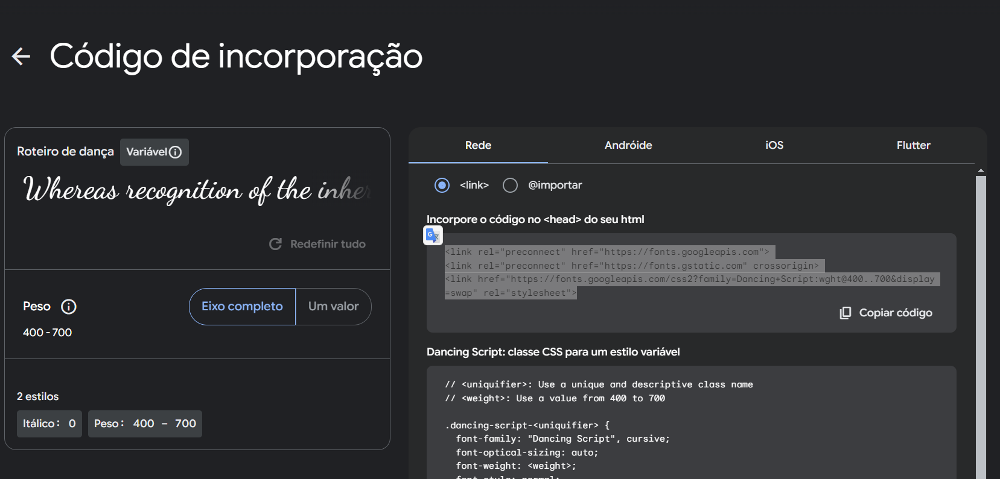 Código de incorporação
Roteiro de dança Variável
Whereas recognition of the inher
Redefinir tudo
Peso
Eixo completo Um valor
400 - 700
2 estilos
Itálico: 0 Peso: 400 – 700
Rede Andróide iOS Flutter
<link> @importar
Incorpore o código no <head> do seu html
<link rel="preconnect" href="https://fonts.googleapis.com">
<link rel="preconnect" href="https://fonts.gstatic.com" crossorigin>
<link href="https://fonts.googleapis.com/css2?family=Dancing+Script:wght@400..700&display
=swap" rel="stylesheet">
Copiar código
Dancing Script: classe CSS para um estilo variável
// <uniquifier>: Use a unique and descriptive class name
// <weight>: Use a value from 400 to 700
.dancing-script-<uniquifier> {
font-family: "Dancing Script", cursive;
font-optical-sizing: auto;
font-weight: <weight>;
font-style: normal;